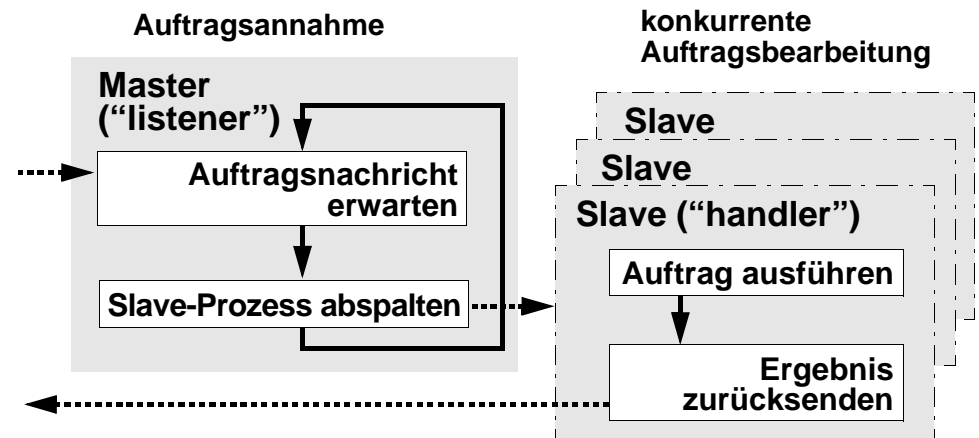 Auftragsannahme
konkurrente
Auftragsbearbeitung
Master
(“listener”)
Auftragsnachricht
erwarten
Slave-Prozess abspalten
Slave
Slave
Slave (“handler”)
Auftrag ausführen
Ergebnis
zurücksenden